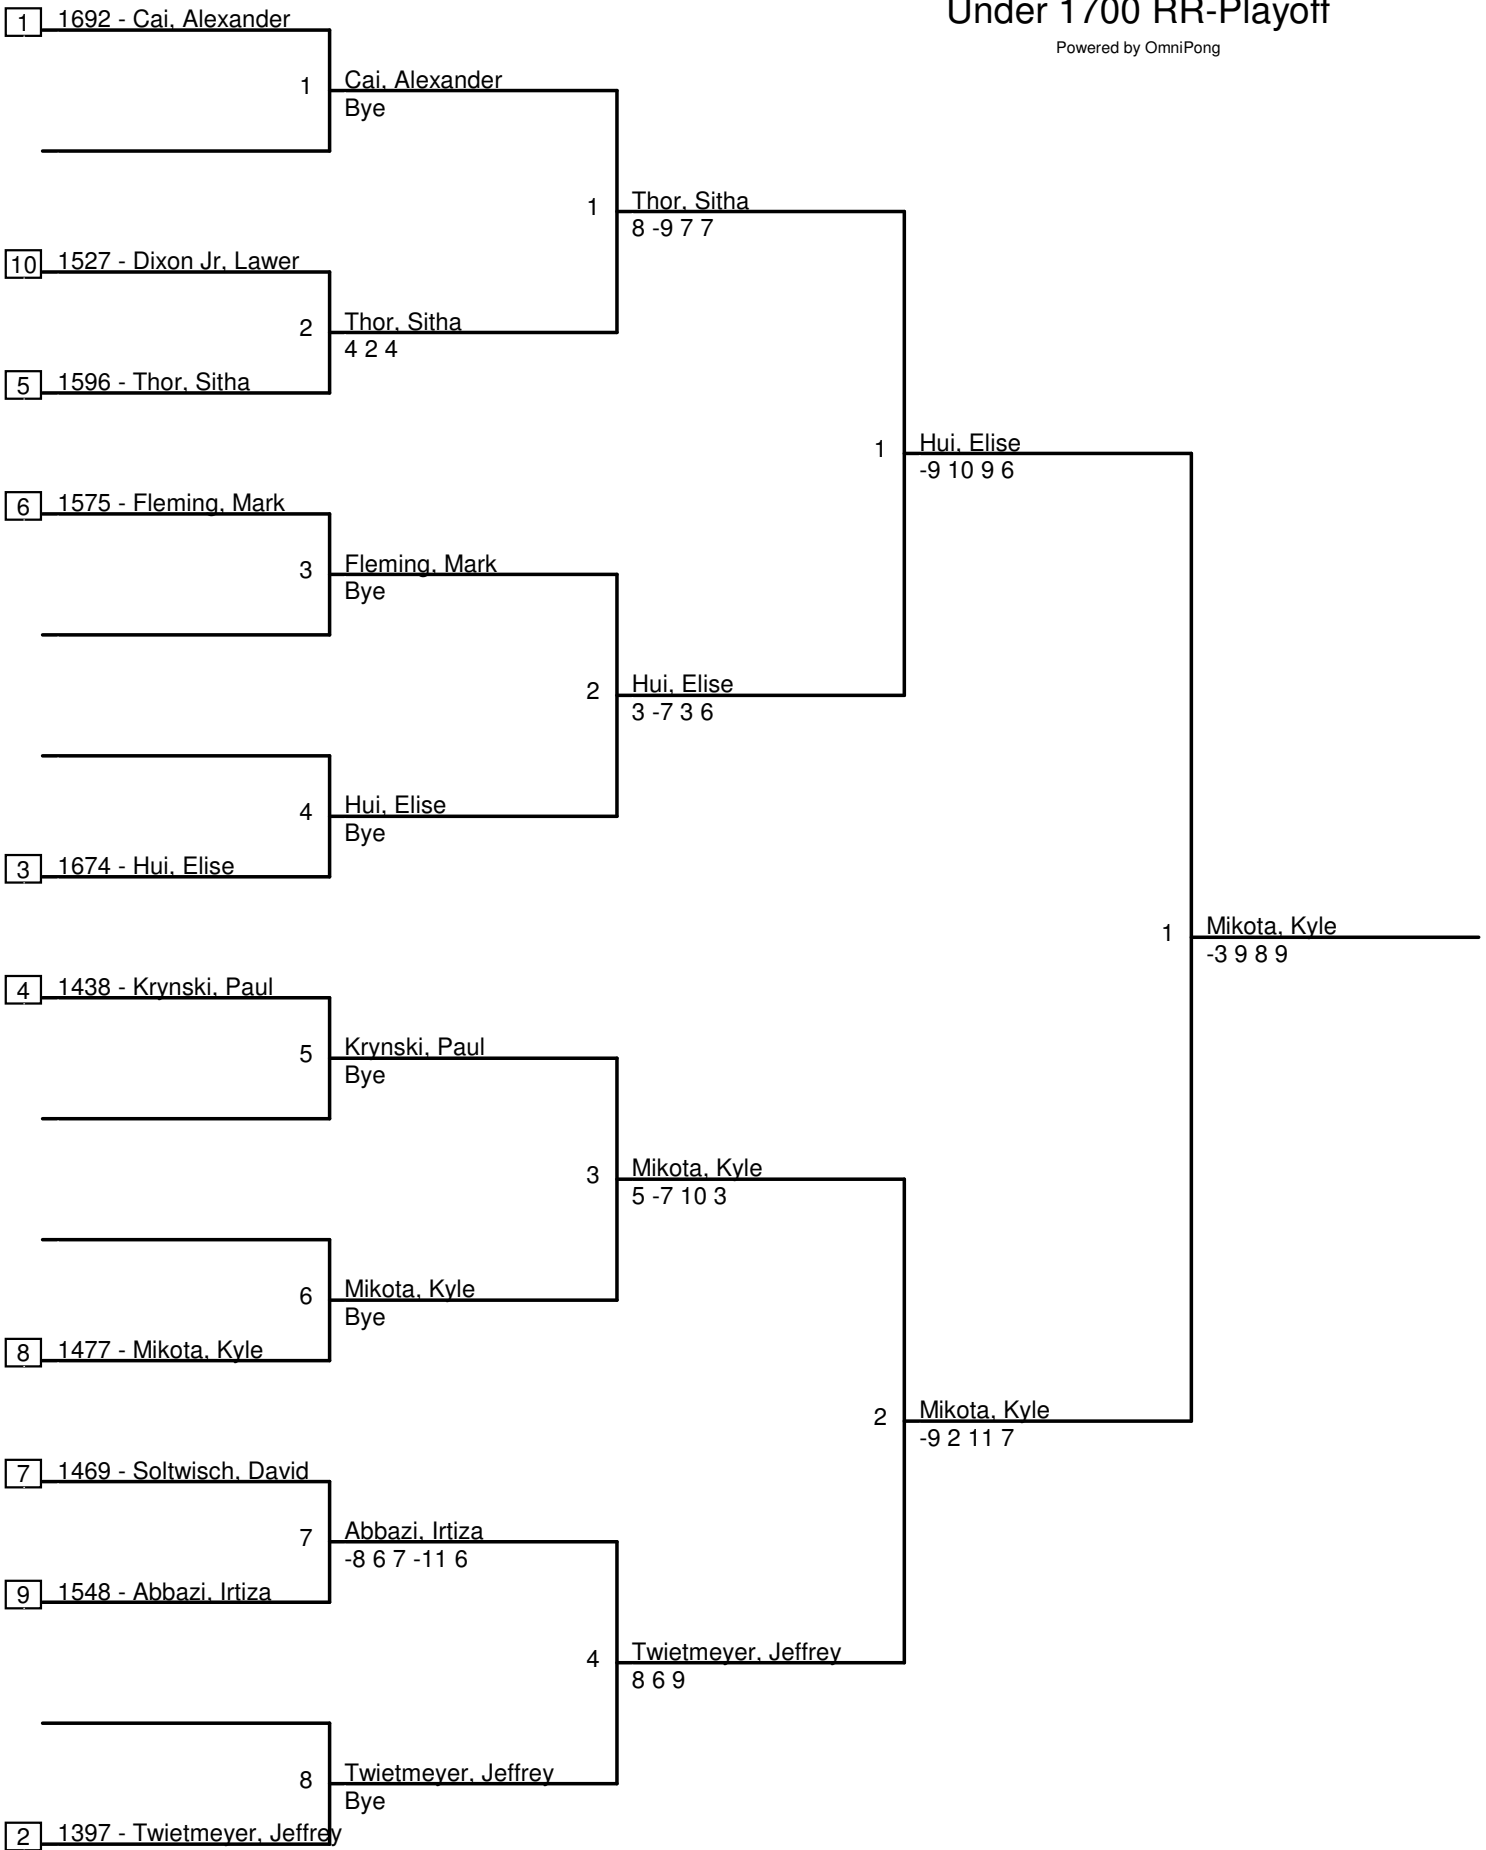 Under 1700 RR-Playoff
Powered by OmniPong
1 1692 - Cai, Alexander
1 Cai, Alexander
Bye
1 Thor, Sitha
8 -9 7 7
10 1527 - Dixon Jr, Lawer
2 Thor, Sitha
4 2 4
5 1596 - Thor, Sitha
1 Hui, Elise
-9 10 9 6
6 1575 - Fleming, Mark
3 Fleming, Mark
Bye
2 Hui, Elise
3 -7 3 6
4 Hui, Elise
Bye
3 1674 - Hui, Elise
1 Mikota, Kyle
-3 9 8 9
4 1438 - Krynski, Paul
5 Krynski, Paul
Bye
3 Mikota, Kyle
5 -7 10 3
6 Mikota, Kyle
Bye
8 1477 - Mikota, Kyle
2 Mikota, Kyle
-9 2 11 7
7 1469 - Soltwisch, David
7 Abbazi, Irtiza
-8 6 7 -11 6
9 1548 - Abbazi, Irtiza
4 Twietmeyer, Jeffrey
8 6 9
8 Twietmeyer, Jeffrey
Bye
2 1397 - Twietmeyer, Jeffrey